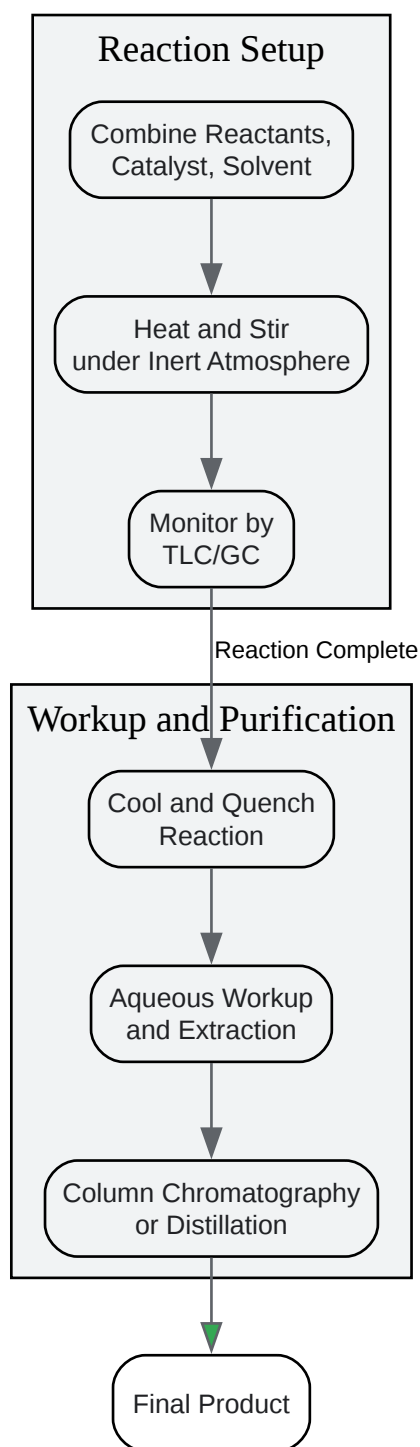 Reaction Setup
Combine Reactants,
Catalyst, Solvent
Heat and Stir
under Inert Atmosphere
Monitor by
TLC/GC
Reaction Complete
Workup and Purification
Cool and Quench
Reaction
Aqueous Workup
and Extraction
Column Chromatography
or Distillation
Final Product